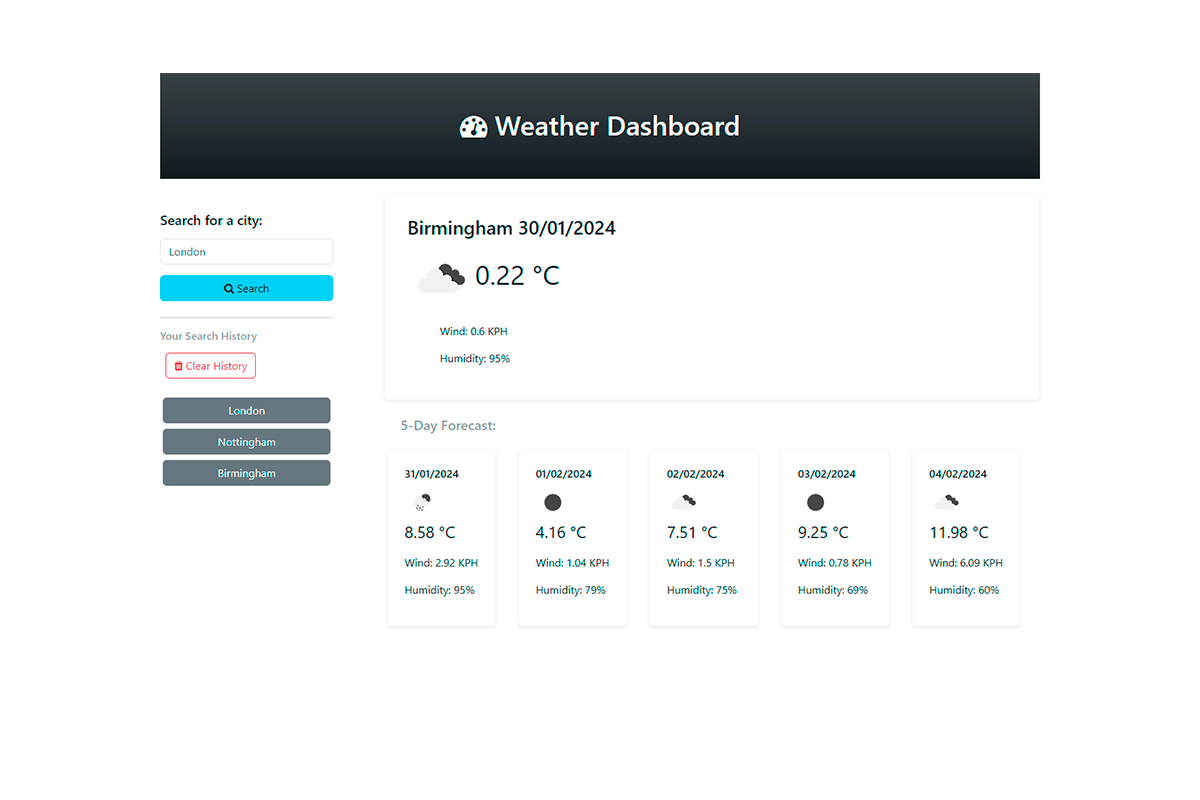 Weather Dashboard
Search for a city:
London
Search
Your Search History
Clear History
London
Nottingham
Birmingham
Birmingham 30/01/2024
0.22 °C
Wind: 0.6 KPH
Humidity: 95%
5-Day Forecast:
31/01/2024
8.58 °C
Wind: 2.92 KPH
Humidity: 95%
01/02/2024
4.16 °C
Wind: 1.04 KPH
Humidity: 79%
02/02/2024
7.51 °C
Wind: 1.5 KPH
Humidity: 75%
03/02/2024
9.25 °C
Wind: 0.78 KPH
Humidity: 69%
04/02/2024
11.98 °C
Wind: 6.09 KPH
Humidity: 60%